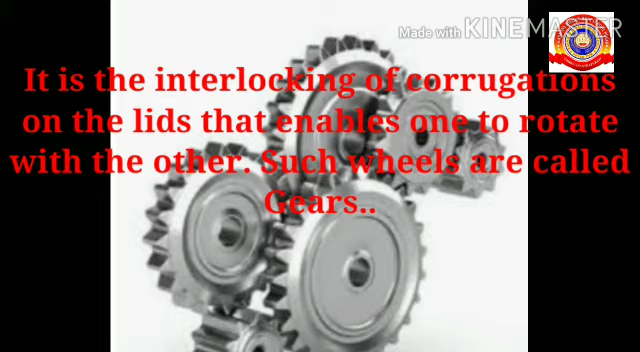 Made with KINEMASTER
It is the interlocking of corrugations
on the lids that enables one to rotate
with the other. Such wheels are called
Gears..